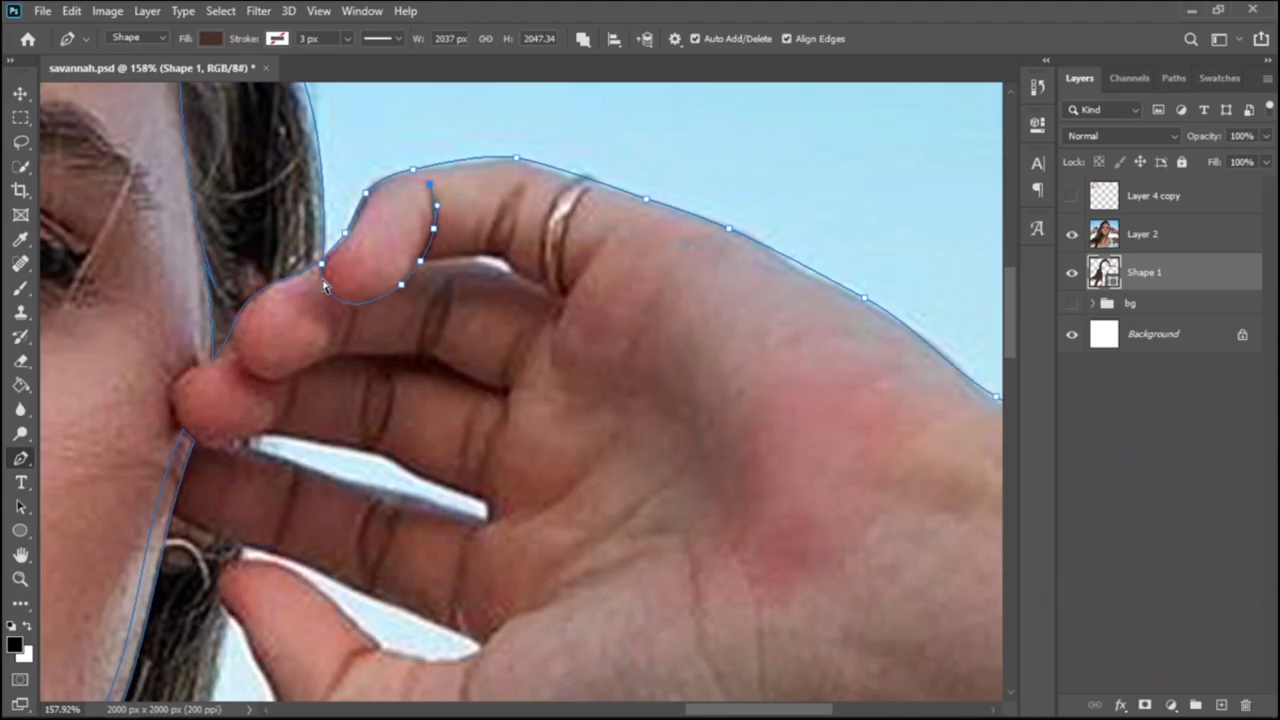 Ps File Edit Image Layer Type Select Filter 3D View Window Help
Shape Fill: Stroke: 3 px W: 2037 px H: 2047.34 Auto Add/Delete Align Edges
savannah.psd @ 158% (Shape 1, RGB/8#) * ×
Layers Channels Paths Swatches
Kind
Normal Opacity: 100%
Lock: Fill: 100%
Layer 4 copy
Layer 2
Shape 1
bg
Background
157.92% 2000 px x 2000 px (200 ppi)